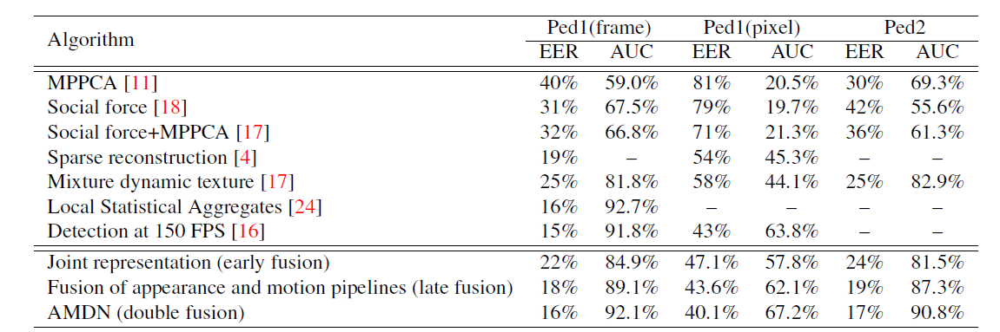 Algorithm Ped1(frame) Ped1(pixel) Ped2
EER AUC EER AUC EER AUC
MPPCA [11] 40% 59.0% 81% 20.5% 30% 69.3%
Social force [18] 31% 67.5% 79% 19.7% 42% 55.6%
Social force+MPPCA [17] 32% 66.8% 71% 21.3% 36% 61.3%
Sparse reconstruction [4] 19% – 54% 45.3% – –
Mixture dynamic texture [17] 25% 81.8% 58% 44.1% 25% 82.9%
Local Statistical Aggregates [24] 16% 92.7% – – – –
Detection at 150 FPS [16] 15% 91.8% 43% 63.8% – –
Joint representation (early fusion) 22% 84.9% 47.1% 57.8% 24% 81.5%
Fusion of appearance and motion pipelines (late fusion) 18% 89.1% 43.6% 62.1% 19% 87.3%
AMDN (double fusion) 16% 92.1% 40.1% 67.2% 17% 90.8%